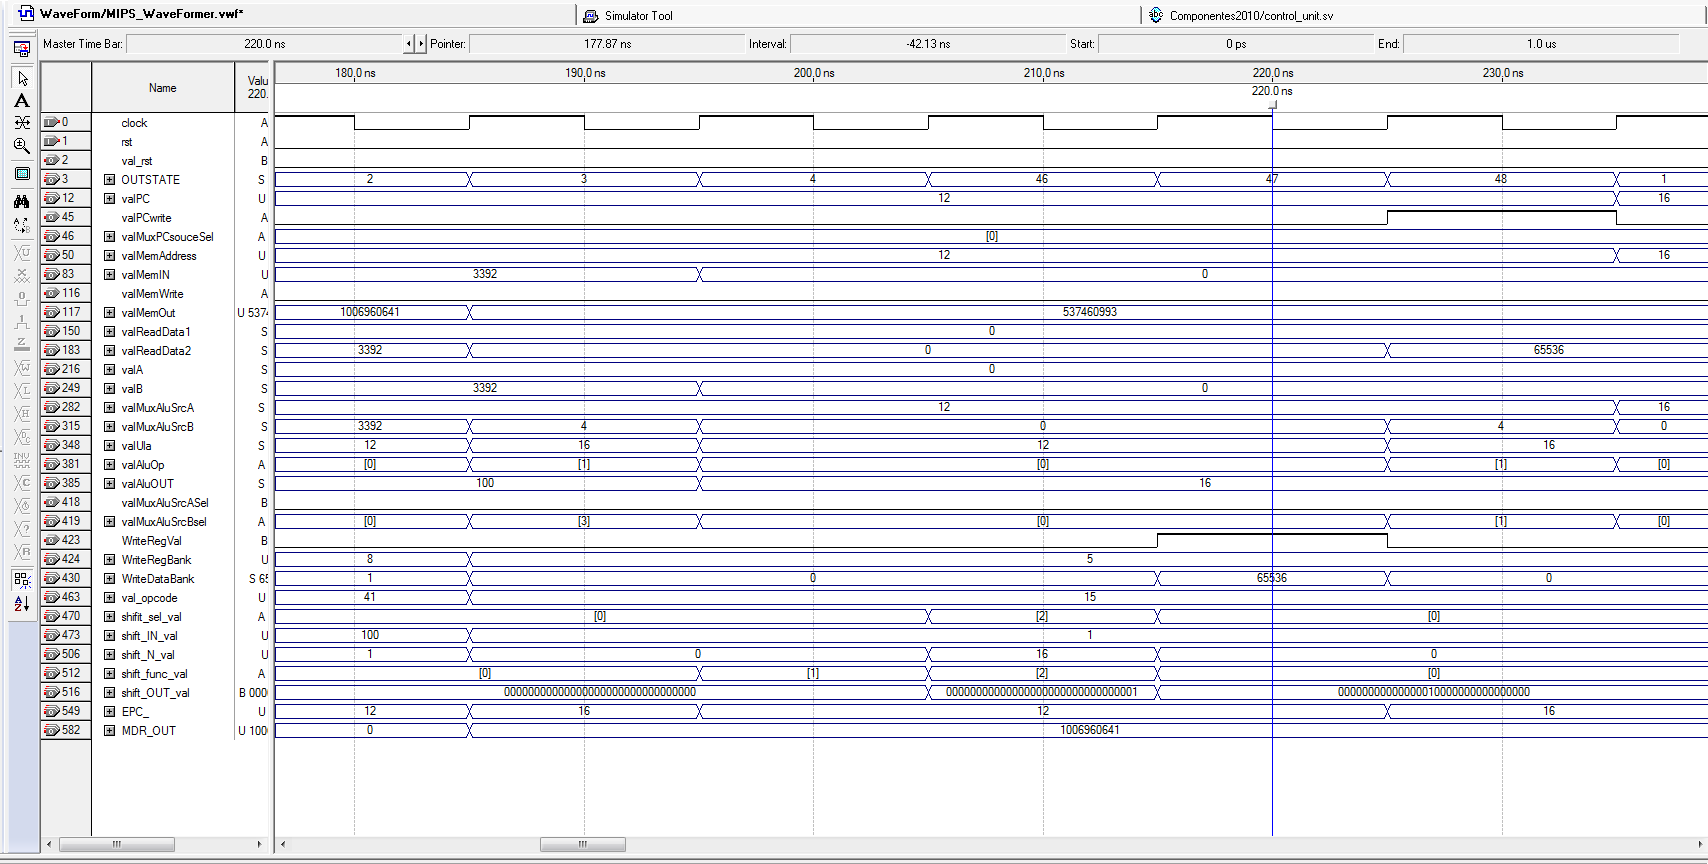 WaveForm/MIPS_WaveFormer.vwf*
Simulator Tool
Componentes2010/control_unit.sv
Master Time Bar: 220.0 ns Pointer: 177.87 ns Interval: -42.13 ns Start: 0 ps End: 1.0 us
Name Valu 220. 180.0 ns 190.0 ns 200.0 ns 210.0 ns 220.0 ns 230.0 ns
220.0 ns
0 clock A
1 rst A
2 val_rst B
3 OUTSTATE S 2 3 4 46 47 48 1
12 valPC U 12 16
45 valPCwrite A
46 valMuxPCsouceSel A [0]
50 valMemAddress U 12 16
83 valMemIN U 3392 0
116 valMemWrite A
117 valMemOut U 5374 1006960641 537460993
150 valReadData1 S 0
183 valReadData2 S 3392 0 65536
216 valA S 0
249 valB S 3392 0
282 valMuxAluSrcA S 12 16
315 valMuxAluSrcB S 3392 4 0 4 0
348 valUla S 12 16 12 16
381 valAluOp A [0] [1] [0] [1] [0]
385 valAluOUT S 100 16
418 valMuxAluSrcASel B
419 valMuxAluSrcBsel A [0] [3] [0] [1] [0]
423 WriteRegVal B
424 WriteRegBank U 8 5
430 WriteDataBank S 65 1 0 65536 0
463 val_opcode U 41 15
470 shifit_sel_val A [0] [2] [0]
473 shift_IN_val U 100 1
506 shift_N_val U 1 0 16 0
512 shift_func_val A [0] [1] [2] [0]
516 shift_OUT_val B 000 00000000000000000000000000000000 00000000000000000000000000000001 00000000000000010000000000000000
549 EPC_ U 12 16 12 16
582 MDR_OUT U 100 0 1006960641